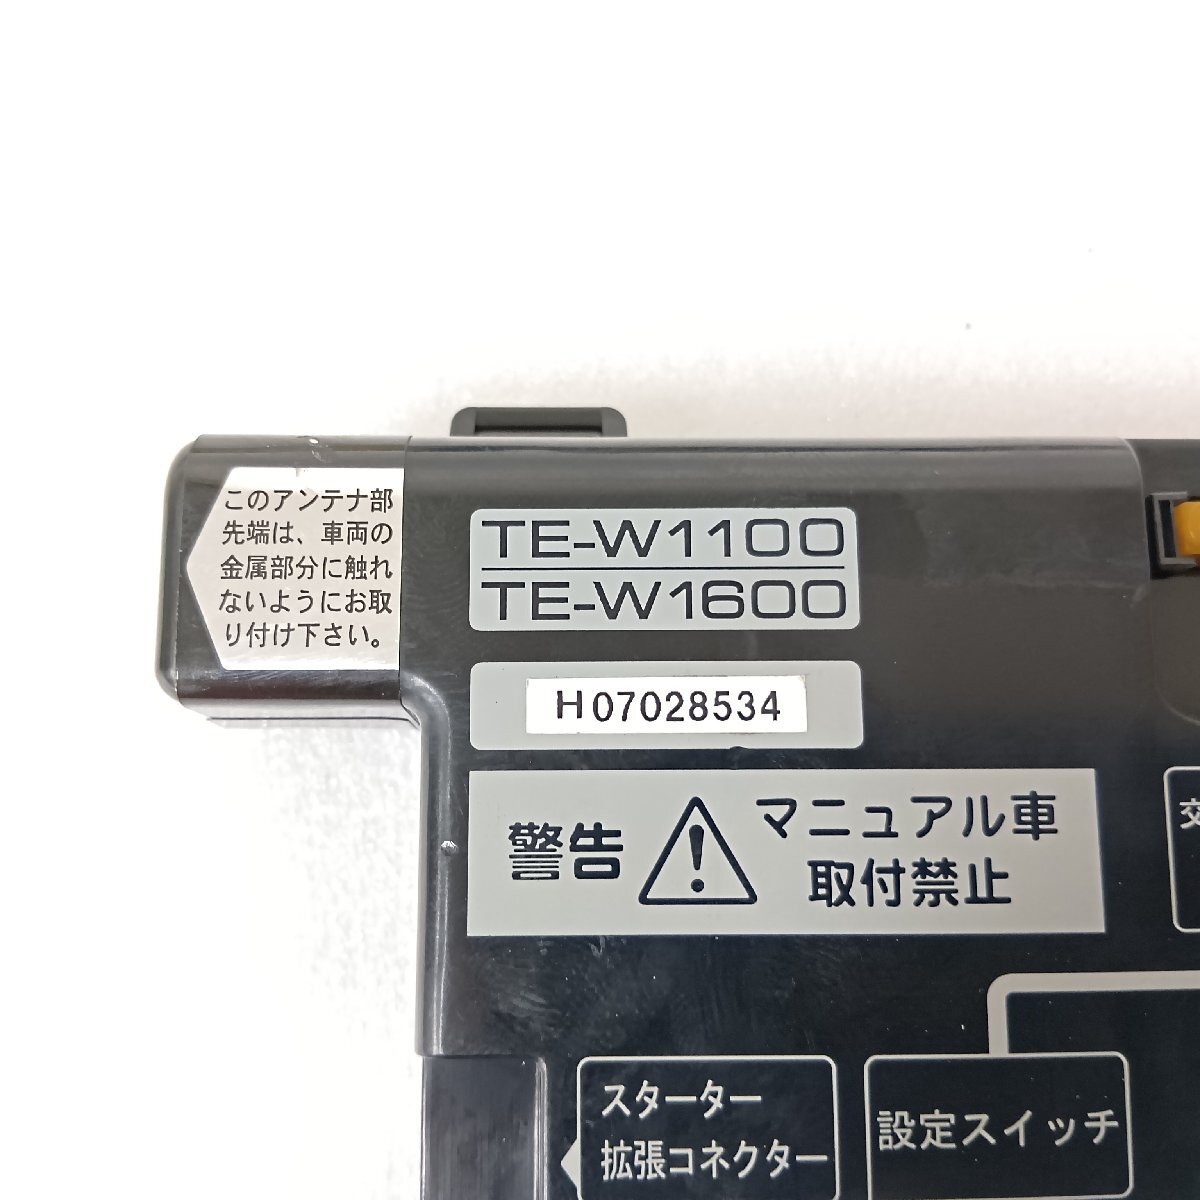 このアンテナ部
先端は、車両の
金属部分に触れ
ないようにお取
り付け下さい。
TE-W1100
TE-W1600
H07028534
警告
マニュアル車
取付禁止
交
スターター
拡張コネクター
設定スイッチ